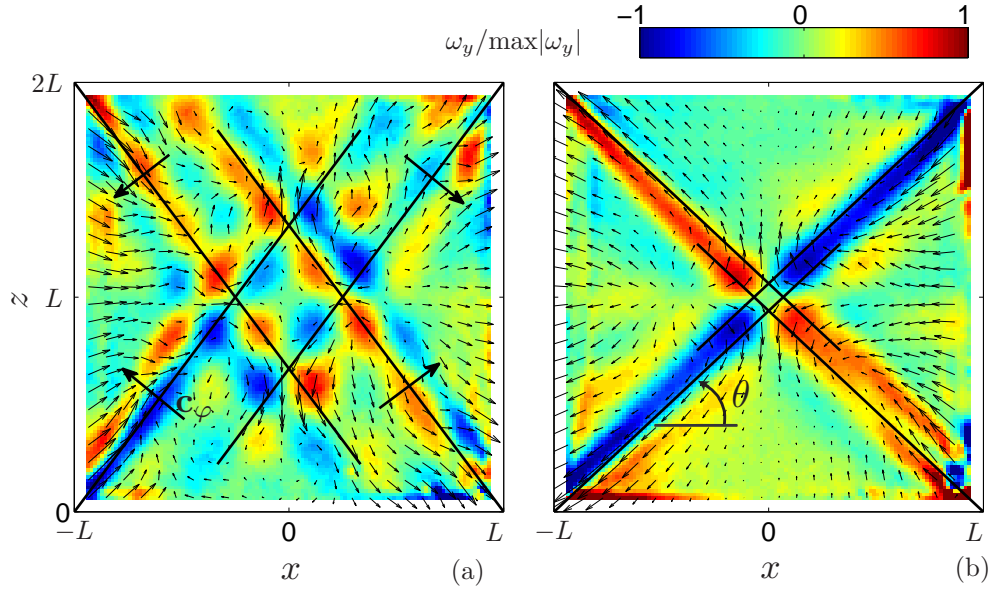 −1 0 1
ω_y/max|ω_y|
2L
z L
c_φ
θ
0
−L 0 L −L 0 L
x (a) x (b)